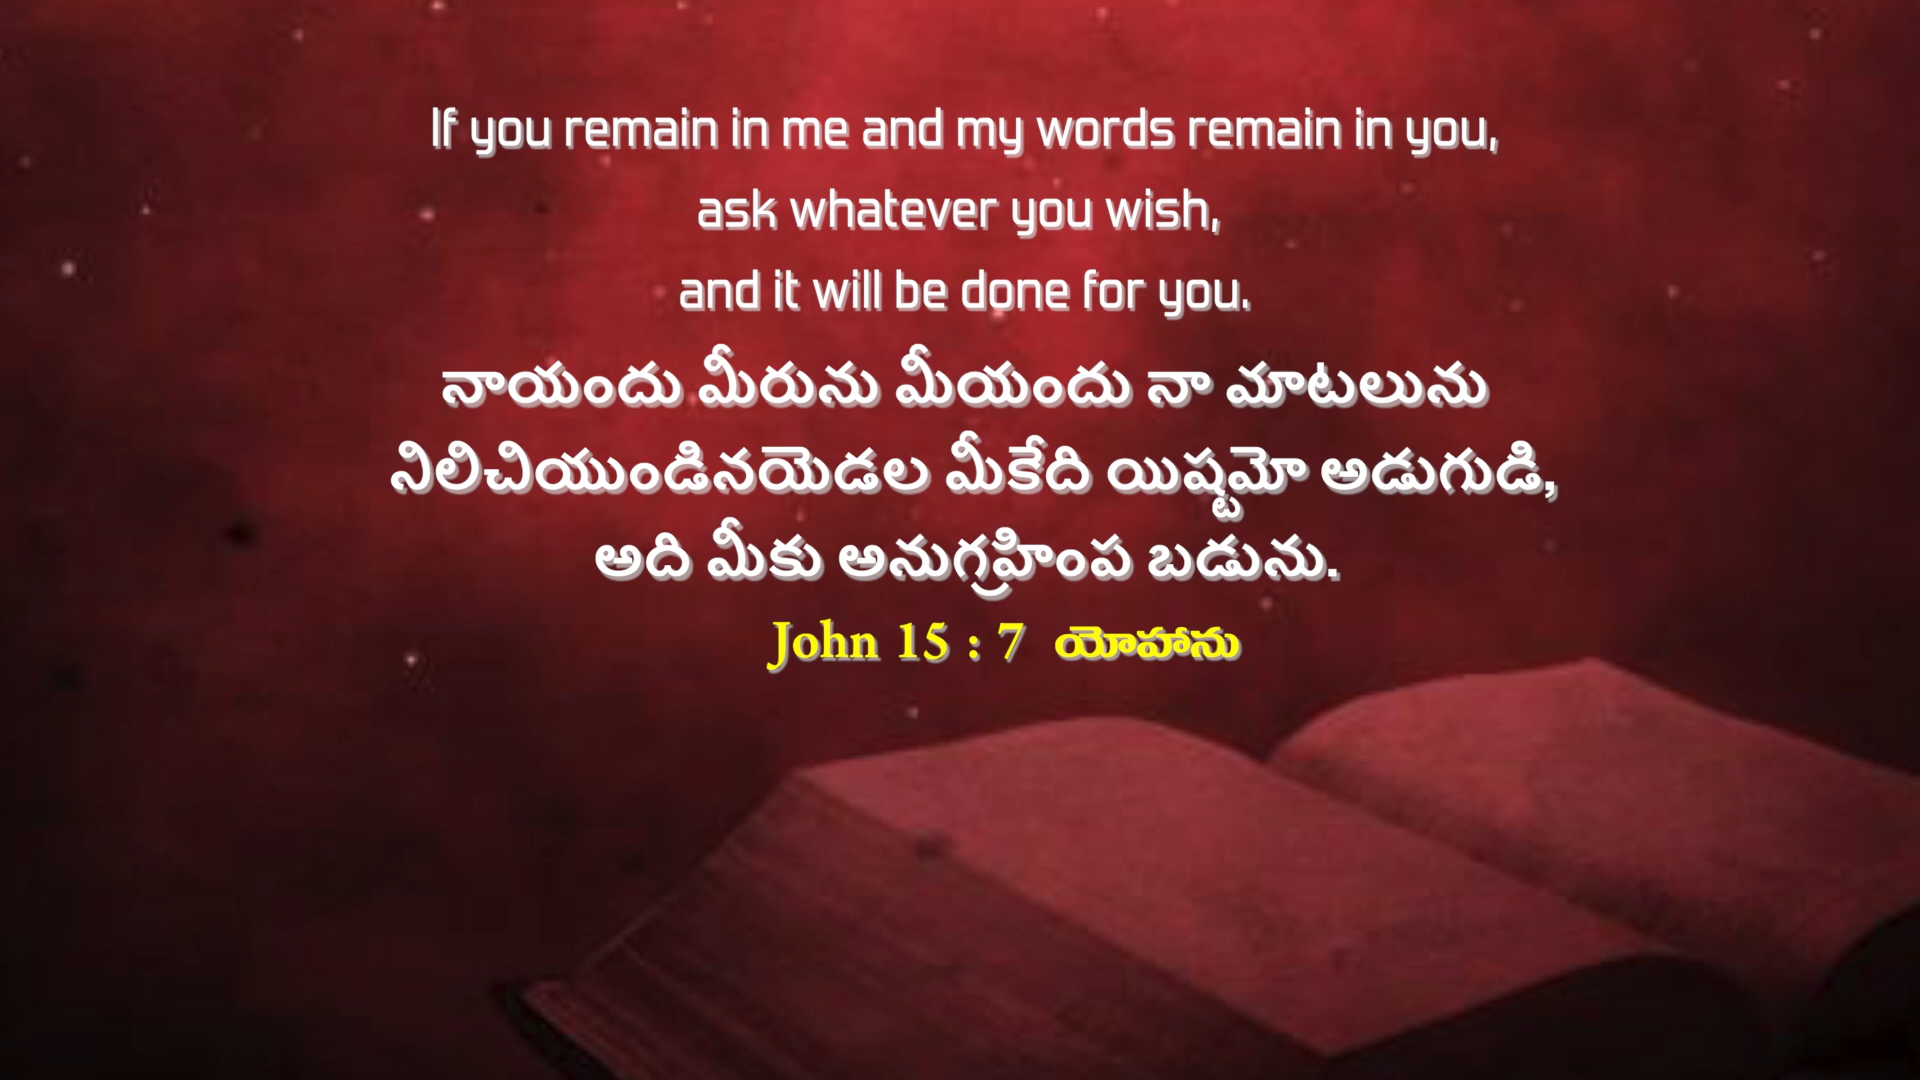 If you remain in me and my words remain in you,
ask whatever you wish,
and it will be done for you.
నాయందు మీరును మీయందు నా మాటలును
నిలిచియుండినయెడల మీకేది యిష్టమో అడుగుడి,
అది మీకు అనుగ్రహింప బడును.
John 15 : 7 యోహాను